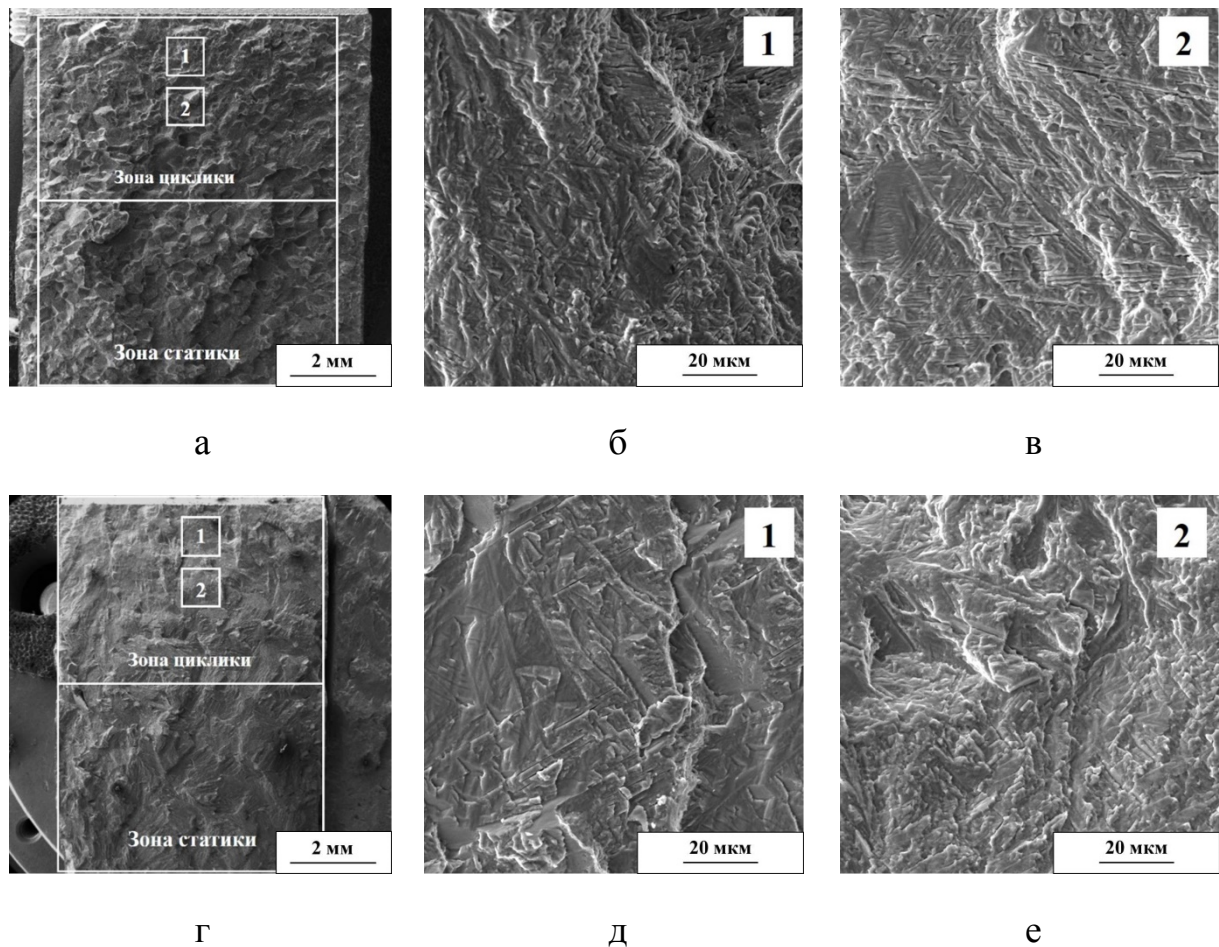 1
2
Зона циклики
Зона статики
2 мм
1
20 мкм
2
20 мкм
а
б
в
1
2
Зона циклики
Зона статики
2 мм
1
20 мкм
2
20 мкм
г
д
е